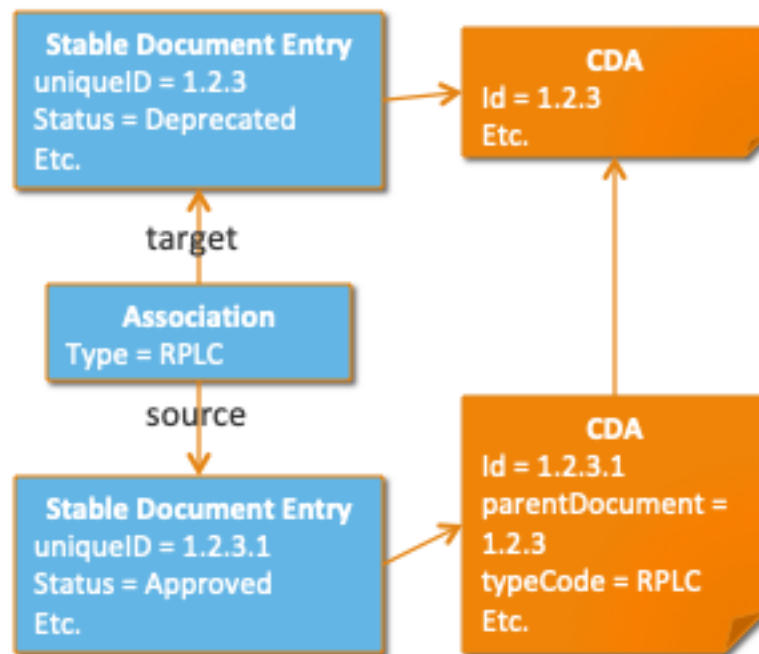 Stable Document Entry
uniqueID = 1.2.3
Status = Deprecated
Etc.
CDA
Id = 1.2.3
Etc.
target
Association
Type = RPLC
source
Stable Document Entry
uniqueID = 1.2.3.1
Status = Approved
Etc.
CDA
Id = 1.2.3.1
parentDocument =
1.2.3
typeCode = RPLC
Etc.